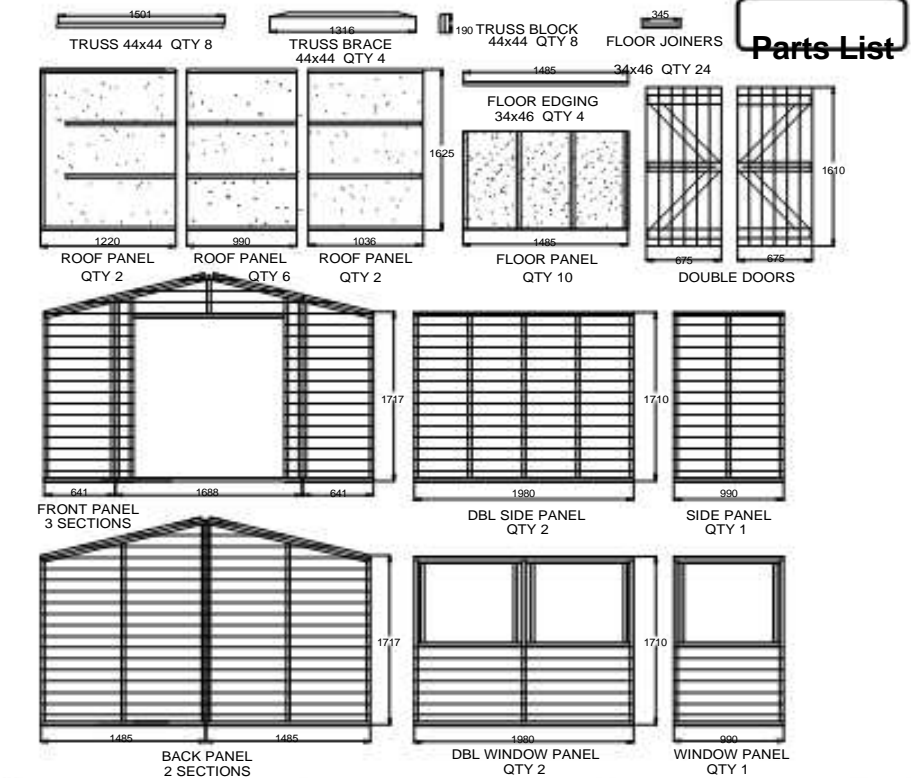 Parts List
1501
TRUSS 44x44 QTY 8
1316
TRUSS BRACE
44x44 QTY 4
190
TRUSS BLOCK
44x44 QTY 8
345
FLOOR JOINERS
34x46 QTY 24
1485
FLOOR EDGING
34x46 QTY 4
1220
ROOF PANEL
QTY 2
990
ROOF PANEL
QTY 6
1036
ROOF PANEL
QTY 2
1625
1485
FLOOR PANEL
QTY 10
675
675
1610
DOUBLE DOORS
641
1688
641
1717
FRONT PANEL
3 SECTIONS
1980
1710
DBL SIDE PANEL
QTY 2
990
SIDE PANEL
QTY 1
1485
1485
1717
BACK PANEL
2 SECTIONS
1980
1710
DBL WINDOW PANEL
QTY 2
990
WINDOW PANEL
QTY 1